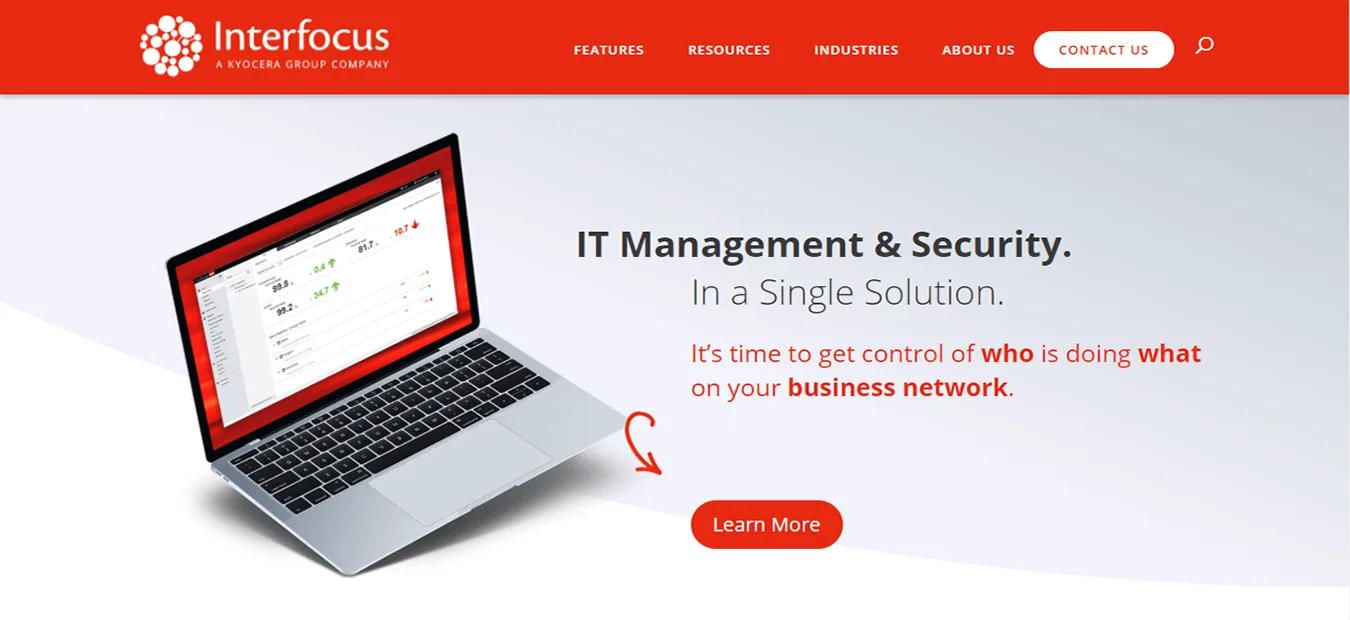 Interfocus
A KYOCERA GROUP COMPANY
FEATURES
RESOURCES
INDUSTRIES
ABOUT US
CONTACT US
IT Management & Security.
In a Single Solution.
It’s time to get control of who is doing what
on your business network.
Learn More
10.7
81.7
0.4
99.8
34.7
99.2